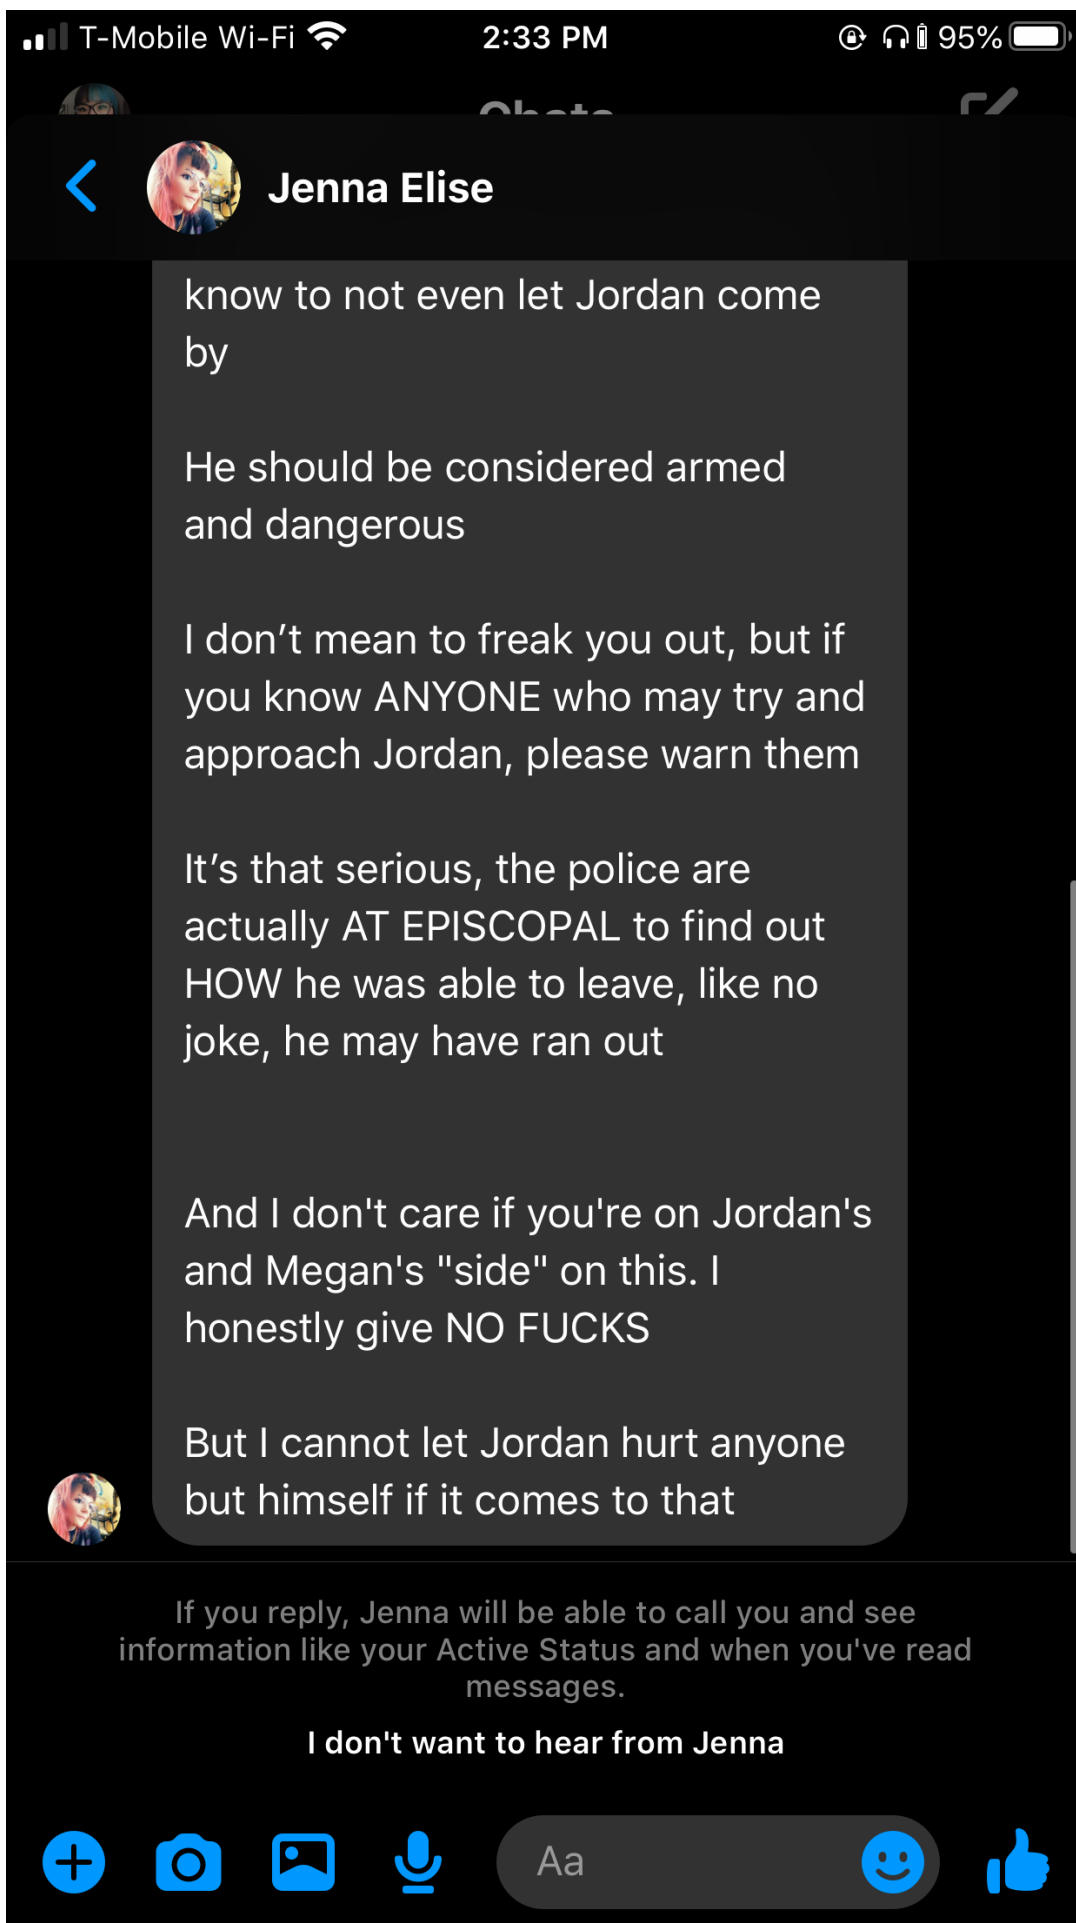 T-Mobile Wi-Fi 2:33 PM 95%
Chats
Jenna Elise
know to not even let Jordan come
by
He should be considered armed
and dangerous
I don’t mean to freak you out, but if
you know ANYONE who may try and
approach Jordan, please warn them
It’s that serious, the police are
actually AT EPISCOPAL to find out
HOW he was able to leave, like no
joke, he may have ran out
And I don't care if you're on Jordan's
and Megan's "side" on this. I
honestly give NO FUCKS
But I cannot let Jordan hurt anyone
but himself if it comes to that
If you reply, Jenna will be able to call you and see
information like your Active Status and when you've read
messages.
I don't want to hear from Jenna
Aa